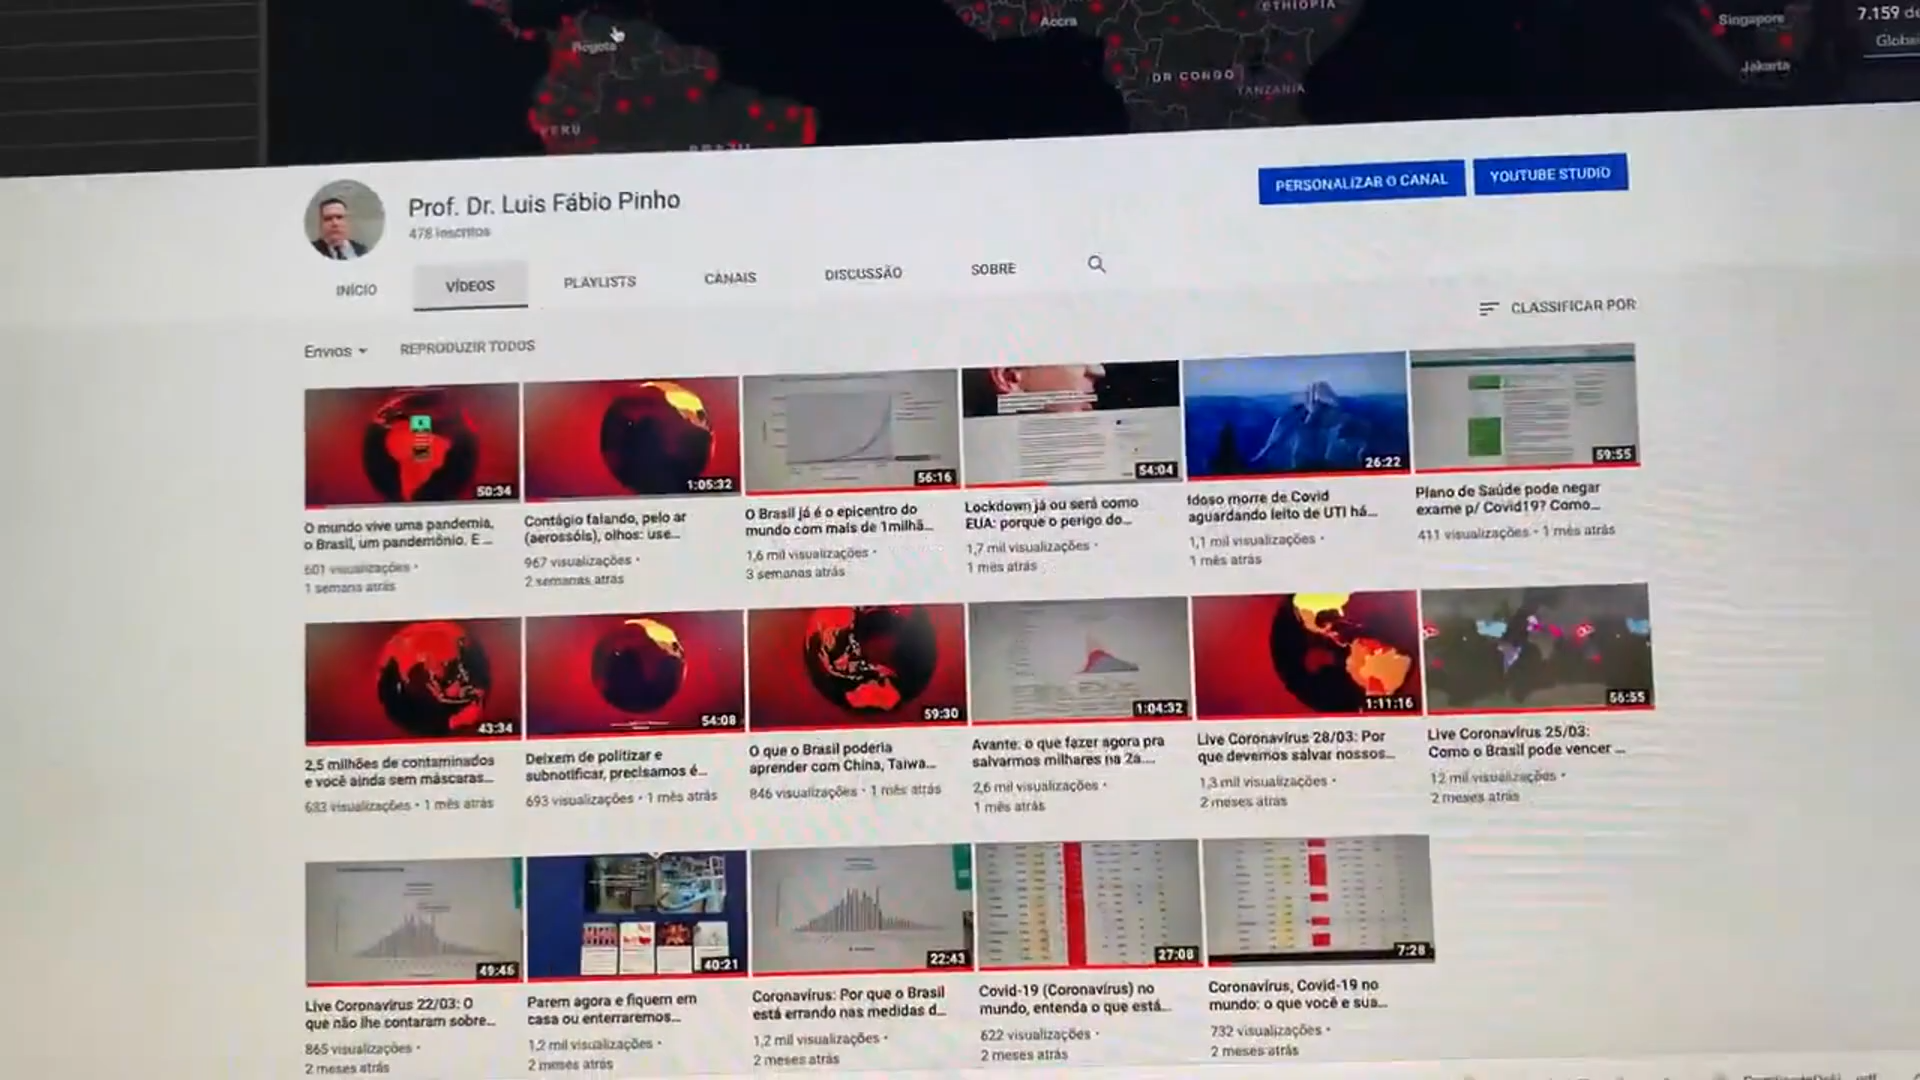 Bogota
PERU
BRAZIL
Accra
ETHIOPIA
DR CONGO
TANZANIA
Singapore
Jakarta
7.159 de
Globa
Prof. Dr. Luis Fábio Pinho
478 inscritos
PERSONALIZAR O CANAL
YOUTUBE STUDIO
INÍCIO
VÍDEOS
PLAYLISTS
CANAIS
DISCUSSÃO
SOBRE
CLASSIFICAR POR
Envios
REPRODUZIR TODOS
50:34
O mundo vive uma pandemia,
o Brasil, um pandemônio. E ...
601 visualizações •
1 semana atrás
1:05:32
Contágio falando, pelo ar
(aerossóis), olhos: use...
967 visualizações •
2 semanas atrás
56:16
O Brasil já é o epicentro do
mundo com mais de 1milhã...
1,6 mil visualizações •
3 semanas atrás
54:04
Lockdown já ou será como
EUA: porque o perigo do...
1,7 mil visualizações •
1 mês atrás
26:22
Idoso morre de Covid
aguardando leito de UTI há...
1,1 mil visualizações •
1 mês atrás
59:55
Plano de Saúde pode negar
exame p/ Covid19? Como...
411 visualizações • 1 mês atrás
43:34
2,5 milhões de contaminados
e você ainda sem máscaras...
683 visualizações • 1 mês atrás
54:08
Deixem de politizar e
subnotificar, precisamos é...
693 visualizações • 1 mês atrás
59:30
O que o Brasil poderia
aprender com China, Taiwa...
846 visualizações • 1 mês atrás
1:04:32
Avante: o que fazer agora pra
salvarmos milhares na 2a....
2,6 mil visualizações •
1 mês atrás
1:11:16
Live Coronavírus 28/03: Por
que devemos salvar nossos...
1,3 mil visualizações •
2 meses atrás
56:55
Live Coronavírus 25/03:
Como o Brasil pode vencer ...
12 mil visualizações •
2 meses atrás
49:46
Live Coronavírus 22/03: O
que não lhe contaram sobre...
865 visualizações •
2 meses atrás
40:21
Parem agora e fiquem em
casa ou enterraremos...
1,2 mil visualizações •
2 meses atrás
22:43
Coronavírus: Por que o Brasil
está errando nas medidas d...
1,2 mil visualizações •
2 meses atrás
27:08
Covid-19 (Coronavírus) no
mundo, entenda o que está...
622 visualizações •
2 meses atrás
7:28
Coronavírus, Covid-19 no
mundo: o que você e sua...
732 visualizações •
2 meses atrás